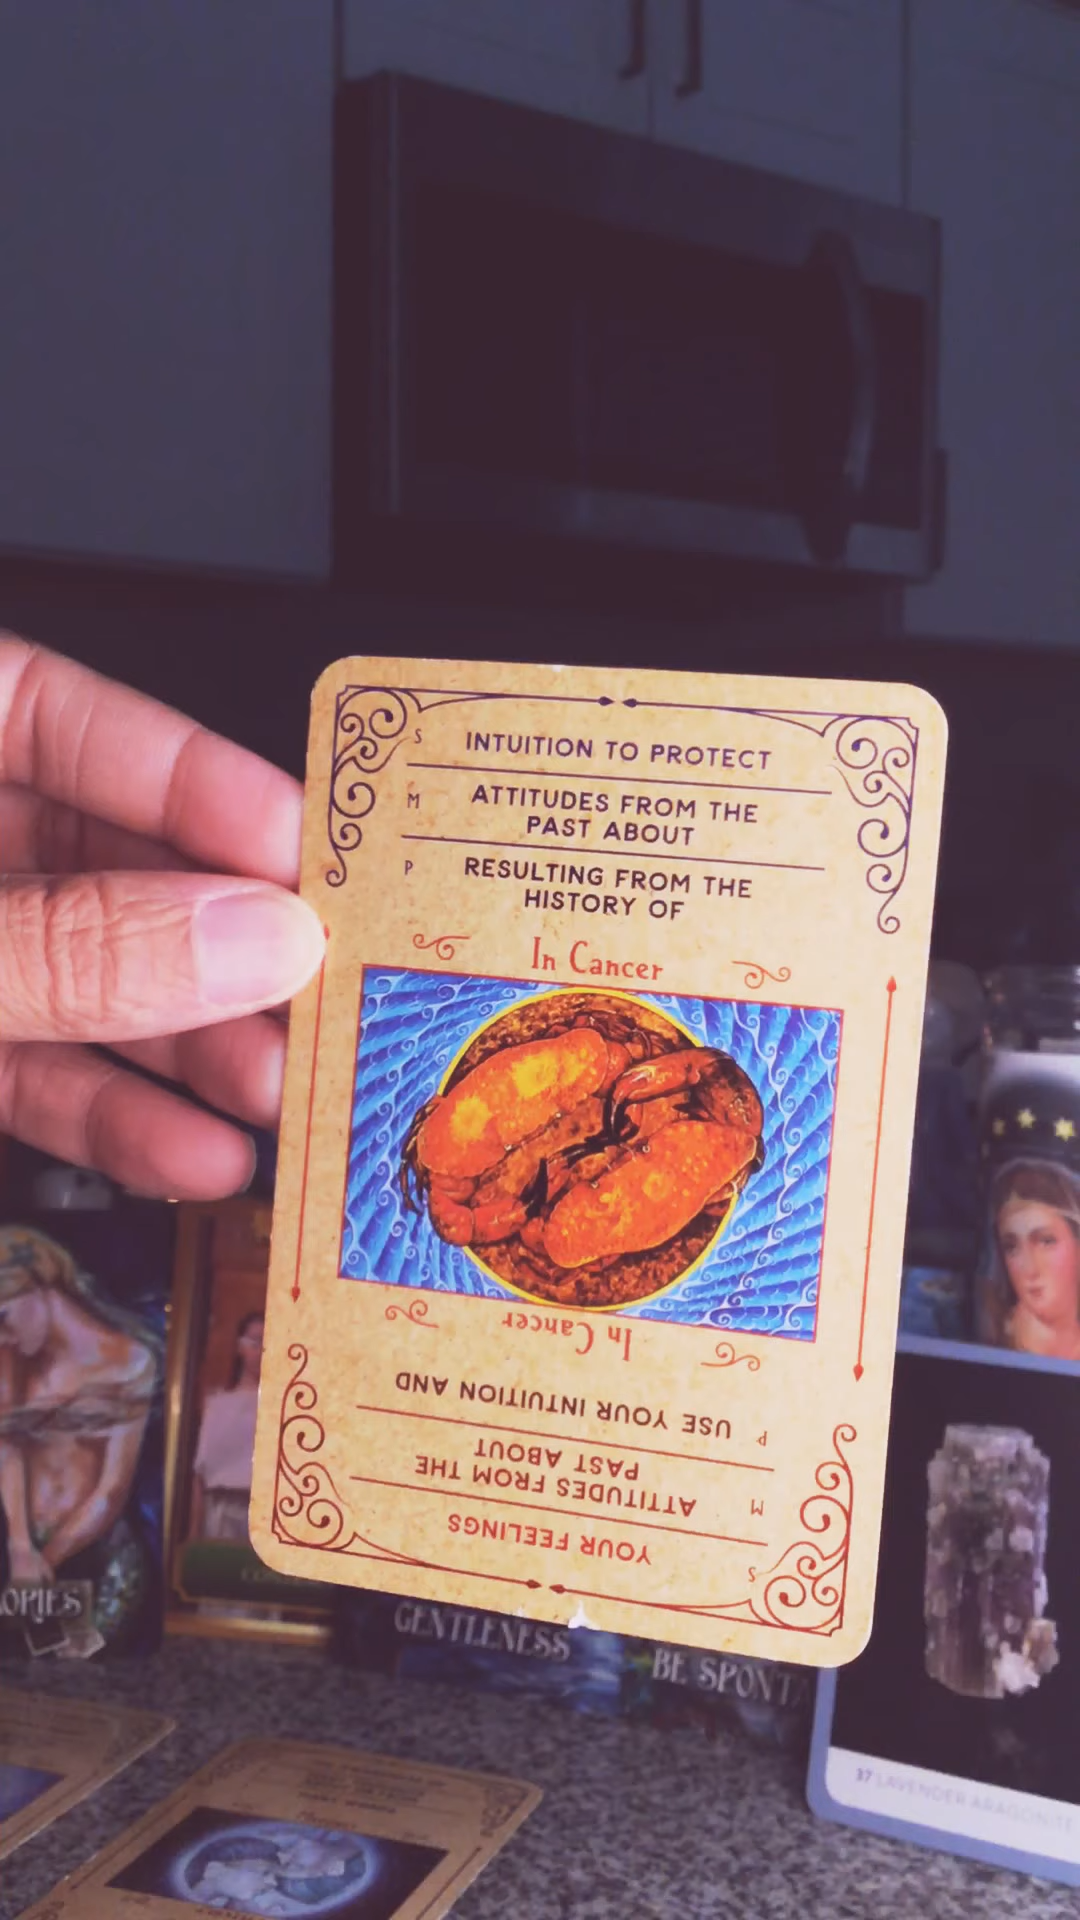 S INTUITION TO PROTECT
M ATTITUDES FROM THE
PAST ABOUT
P RESULTING FROM THE
HISTORY OF
In Cancer
In Cancer
P USE YOUR INTUITION AND
M ATTITUDES FROM THE
PAST ABOUT
S YOUR FEELINGS
GENTLENESS
BE SPONTA
37 LAVENDER ARAGONITE